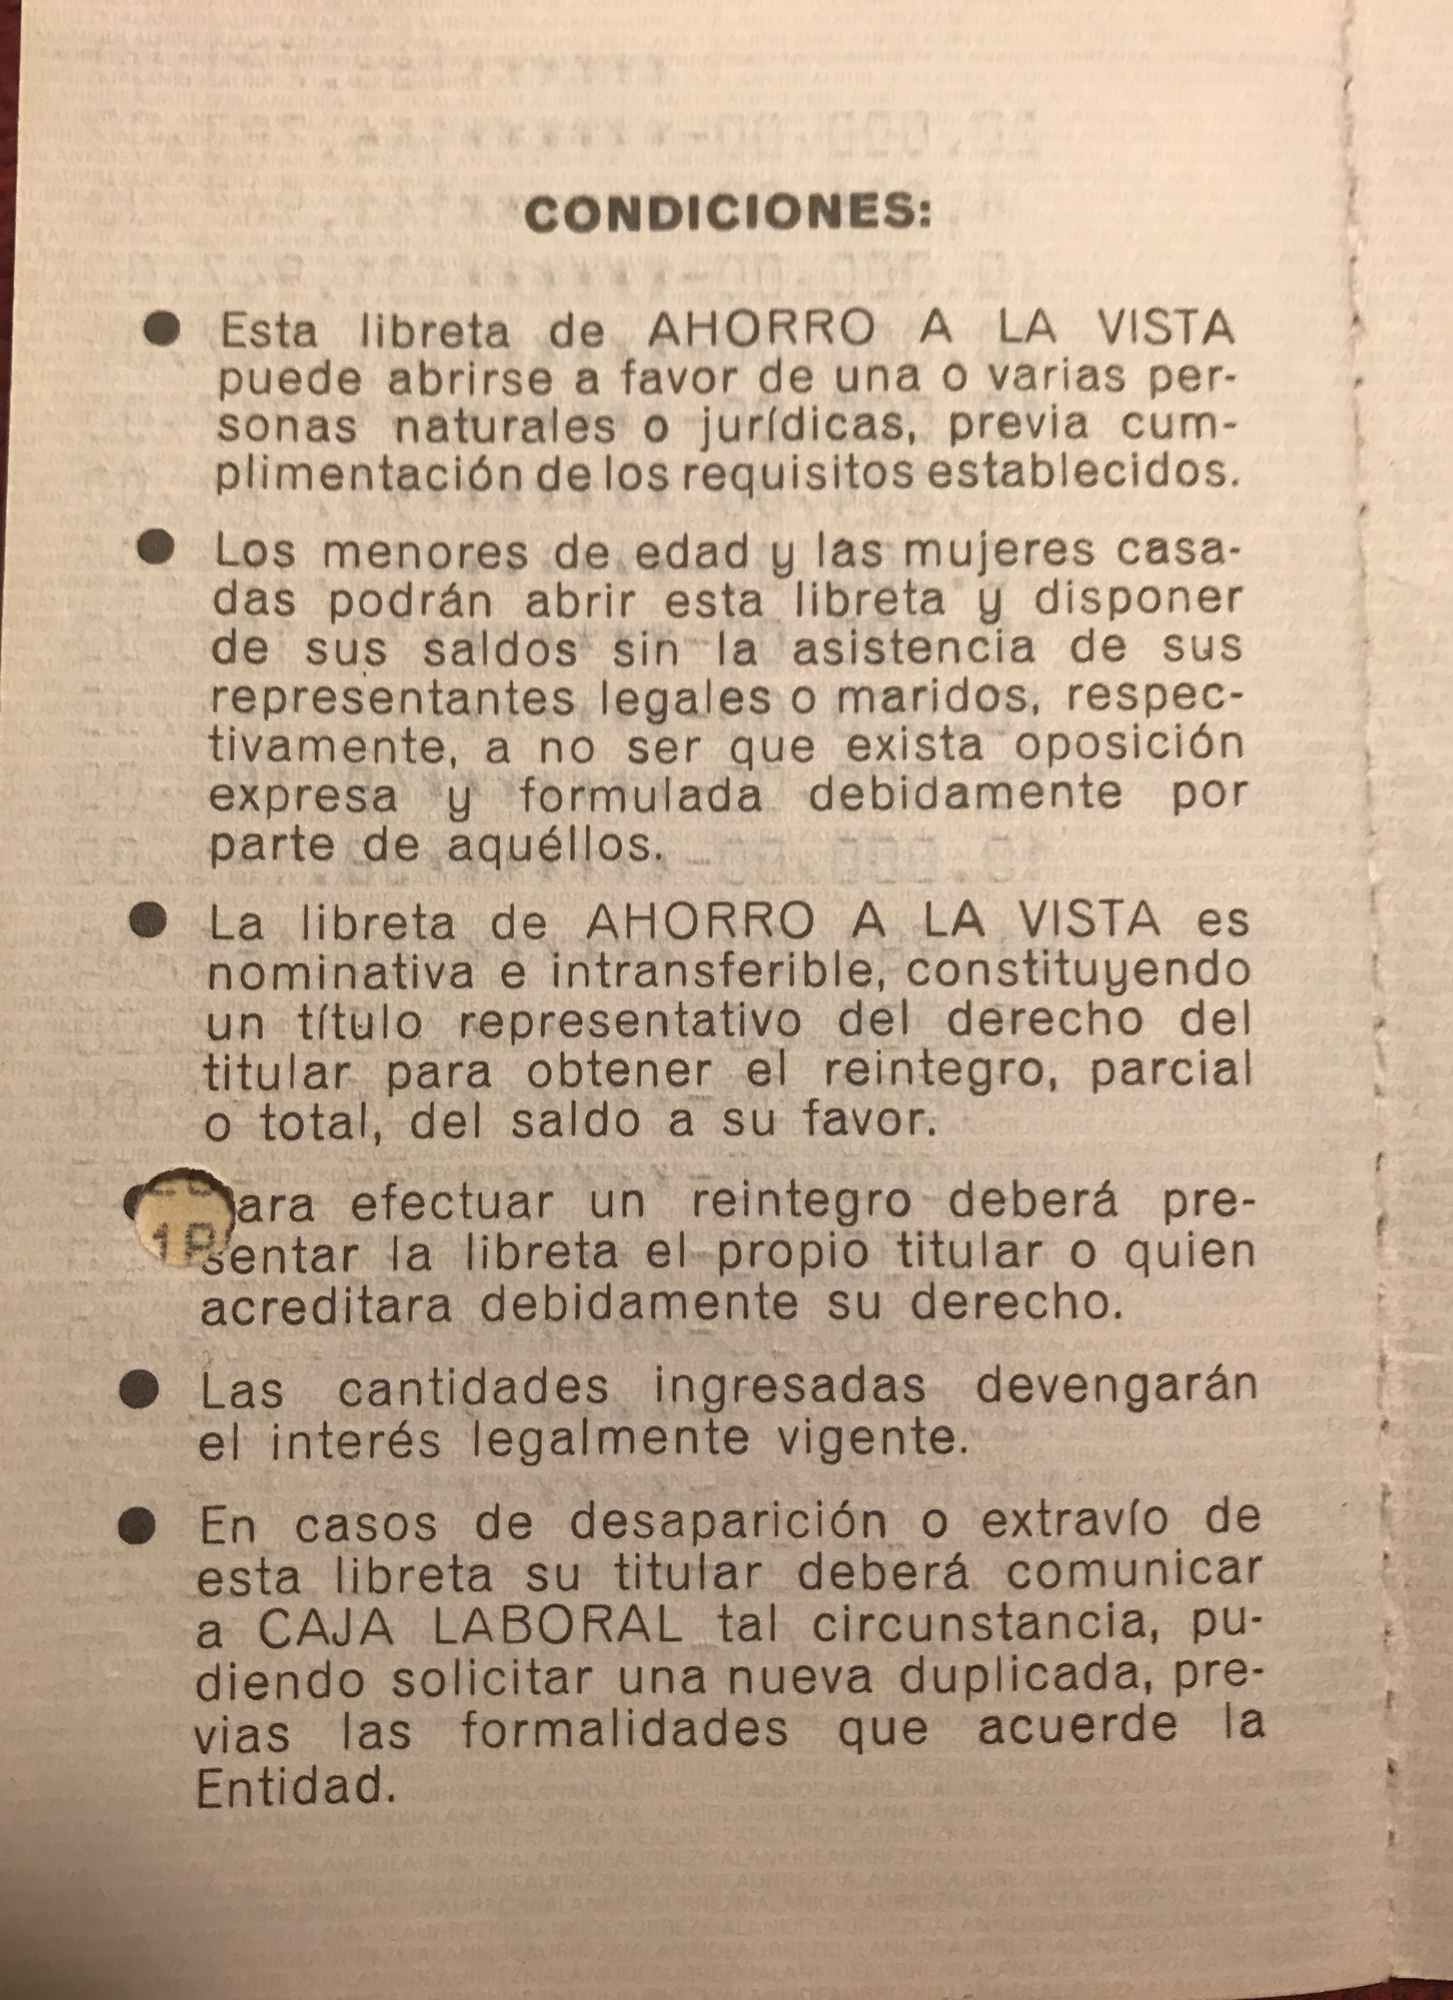 CONDICIONES:
● Esta libreta de AHORRO A LA VISTA
puede abrirse a favor de una o varias per-
sonas naturales o jurídicas, previa cum-
plimentación de los requisitos establecidos.
● Los menores de edad y las mujeres casa-
das podrán abrir esta libreta y disponer
de sus saldos sin la asistencia de sus
representantes legales o maridos, respec-
tivamente, a no ser que exista oposición
expresa y formulada debidamente por
parte de aquéllos.
● La libreta de AHORRO A LA VISTA es
nominativa e intransferible, constituyendo
un título representativo del derecho del
titular para obtener el reintegro, parcial
o total, del saldo a su favor.
ara efectuar un reintegro deberá pre-
sentar la libreta el propio titular o quien
acreditara debidamente su derecho.
● Las cantidades ingresadas devengarán
el interés legalmente vigente.
● En casos de desaparición o extravío de
esta libreta su titular deberá comunicar
a CAJA LABORAL tal circunstancia, pu-
diendo solicitar una nueva duplicada, pre-
vias las formalidades que acuerde la
Entidad.